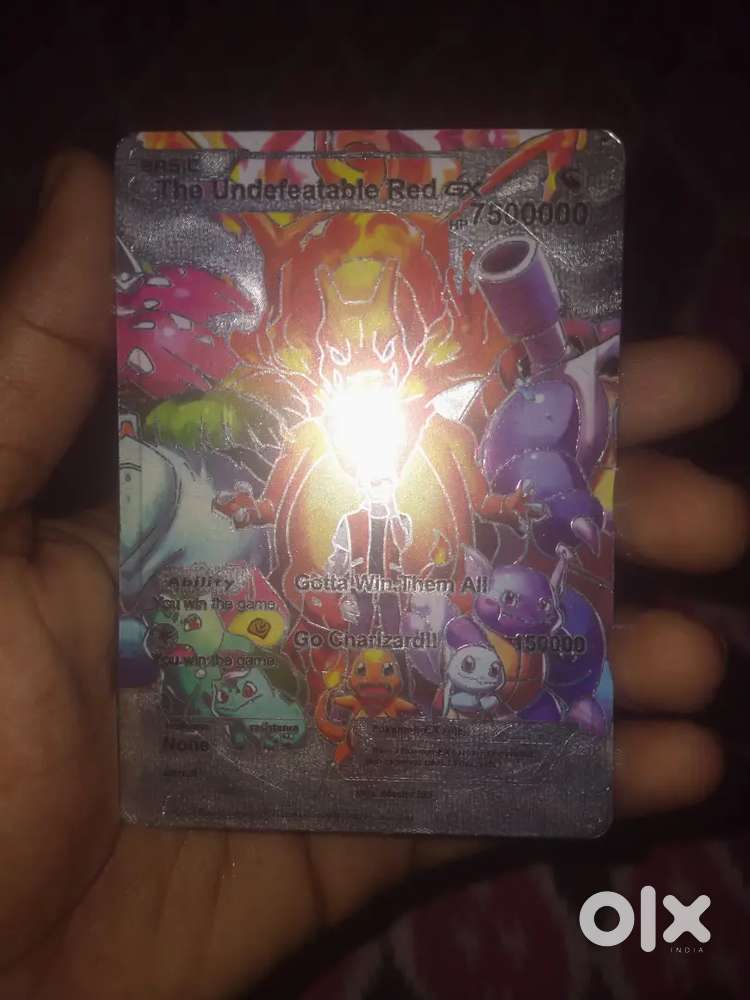 BASIC
The Undefeatable Red GX
HP 7500000
Ability Gotta Win Them All
You win the game
Go Charizard!! 150000
You win the game
resistance
None
olx
INDIA